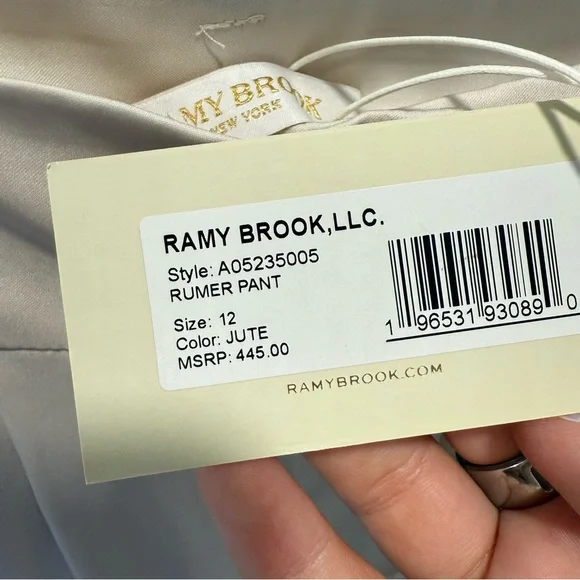 AMY BROOK
NEW YORK
RAMY BROOK,LLC.
Style: A05235005
RUMER PANT
Size: 12
Color: JUTE
MSRP: 445.00
1 96531 93089 0
RAMYBROOK.COM